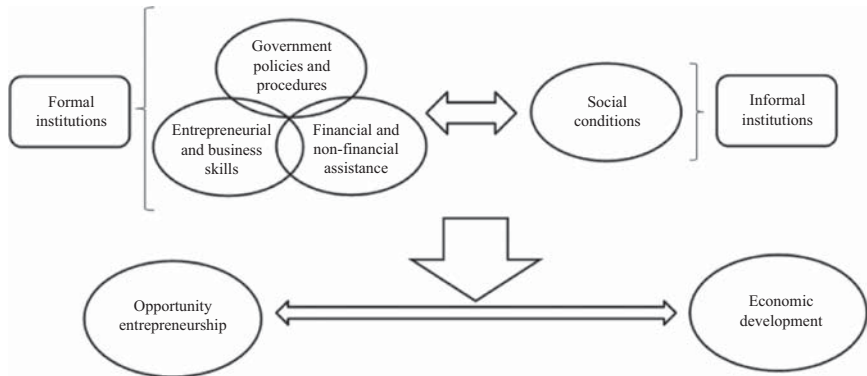 Government
policies and
procedures
Formal
institutions
Entrepreneurial
and business
skills
Financial and
non-financial
assistance
Social
conditions
Informal
institutions
Opportunity
entrepreneurship
Economic
development